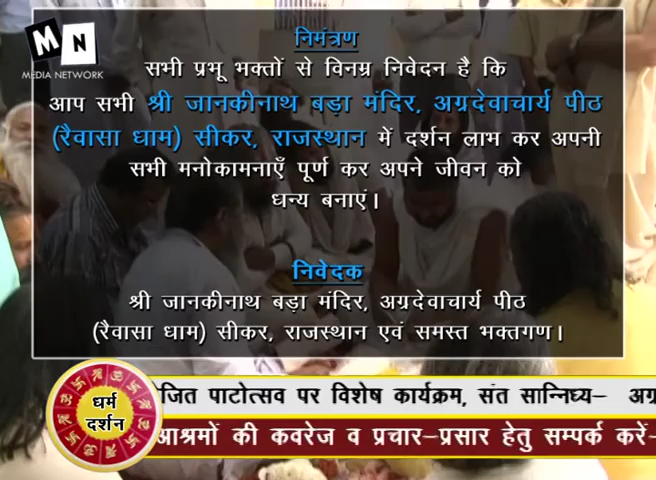 MN
MEDIA NETWORK
निमंत्रण
सभी प्रभू भक्तों से विनम्र निवेदन है कि
आप सभी श्री जानकीनाथ बड़ा मंदिर, अग्रदेवाचार्य पीठ
(रैवासा धाम) सीकर, राजस्थान में दर्शन लाभ कर अपनी
सभी मनोकामनाएँ पूर्ण कर अपने जीवन को
धन्य बनाएं।
निवेदक
श्री जानकीनाथ बड़ा मंदिर, अग्रदेवाचार्य पीठ
(रैवासा धाम) सीकर, राजस्थान एवं समस्त भक्तगण।
धर्म
दर्शन
जित पाटोत्सव पर विशेष कार्यक्रम, संत सान्निध्य– अग्र
आश्रमों की कवरेज व प्रचार–प्रसार हेतु सम्पर्क करें–